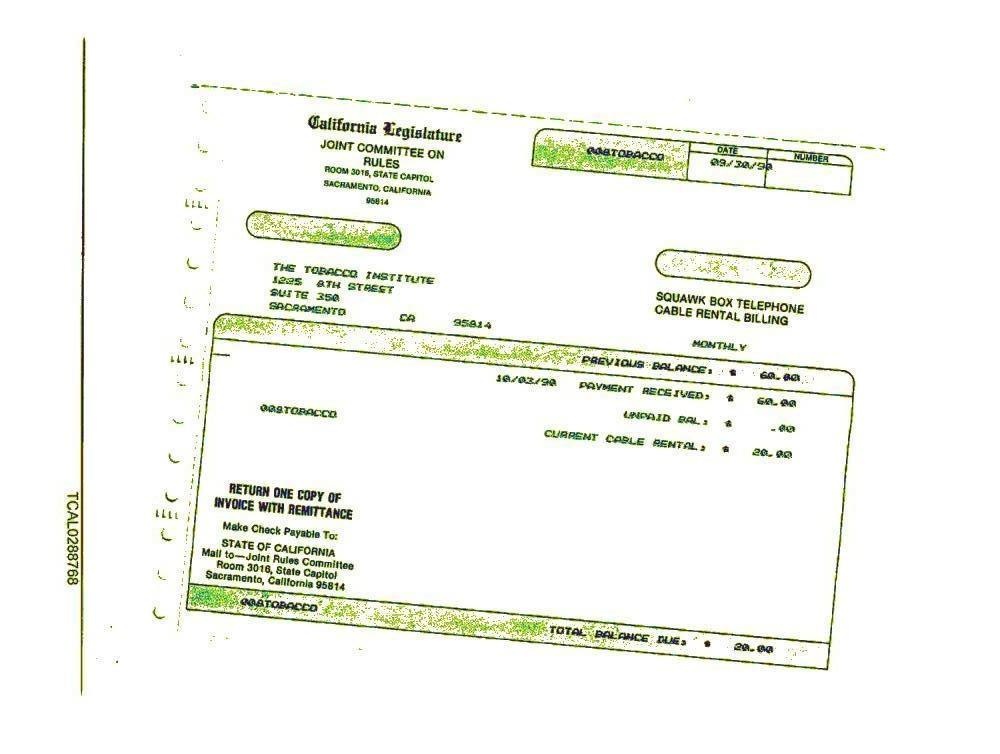 California Legislature
JOINT COMMITTEE ON
RULES
ROOM 3016, STATE CAPITOL
SACRAMENTO, CALIFORNIA
95814
008TOBACCO
DATE
09/30/90
NUMBER
THE TOBACCO INSTITUTE
1225 8TH STREET
SUITE 350
SACRAMENTO CA 95814
SQUAWK BOX TELEPHONE
CABLE RENTAL BILLING
MONTHLY
PREVIOUS BALANCE: $ 60.00
10/03/90 PAYMENT RECEIVED: $ 60.00
UNPAID BAL: $ .00
008TOBACCO
CURRENT CABLE RENTAL: $ 20.00
RETURN ONE COPY OF
INVOICE WITH REMITTANCE
Make Check Payable To:
STATE OF CALIFORNIA
Mail to—Joint Rules Committee
Room 3016, State Capitol
Sacramento, California 95814
008TOBACCO
TOTAL BALANCE DUE: $ 20.00
TCAL0288768